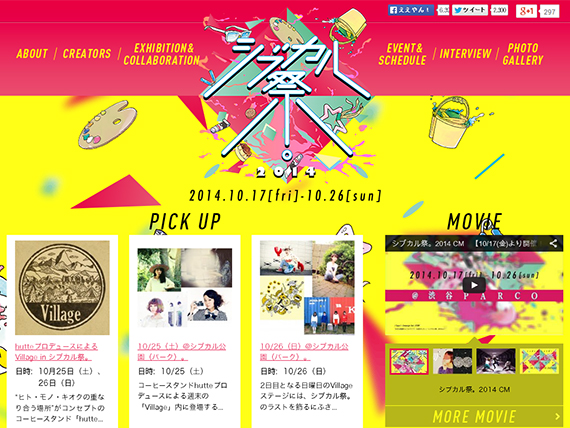 ええやん！
ツイート 7,300
g+1 297
ABOUT / CREATORS / EXHIBITION&
COLLABORATION
EVENT&
SCHEDULE / INTERVIEW / PHOTO
GALLERY
シブカル祭。
2014
2014.10.17[fri]-10.26[sun]
PICK UP
MOVIE
Village
hutteプロデュースによる
Village in シブカル祭。
日時: 10月25日（土）、
26日（日）
“ヒト・モノ・キオクの重な
り合う場所”がコンセプトの
コーヒースタンド「hutte...
10/25（土）@シブカル公
園（パーク）。
日時: 10/25（土）
コーヒースタンドhutteプロ
デュースによる週末の
「Village」内に登場する...
10/26（日）@シブカル公
園（パーク）。
日時: 10/26（日）
2日目となる日曜日のVillage
ステージには、シブカル祭。
のラストを飾るにふさ...
シブカル祭。2014 CM 【10/17(金)より開催
2014.10.17[fri]-10.26[sun]
@渋谷PARCO
シブカル祭。2014 CM
MORE MOVIE